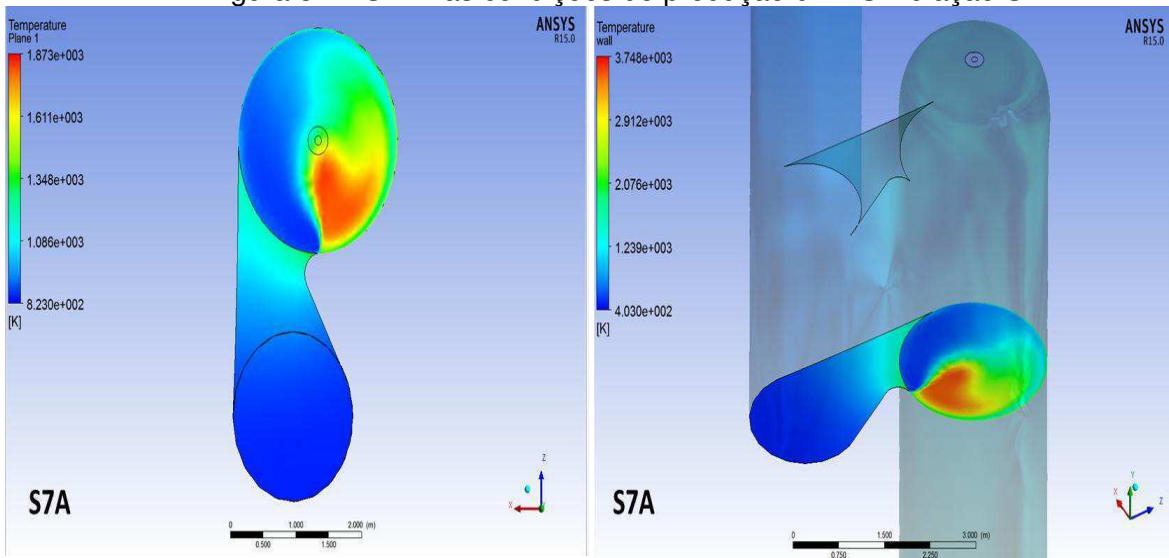 Temperature
Plane 1
1.873e+003
1.611e+003
1.348e+003
1.086e+003
8.230e+002
[K]
ANSYS
R15.0
S7A
0
1.000
2.000 (m)
0.500
1.500
Z
X
Y
Temperature
wall
3.748e+003
2.912e+003
2.076e+003
1.239e+003
4.030e+002
[K]
ANSYS
R15.0
S7A
0
1.500
3.000 (m)
0.750
2.250
Y
X
Z